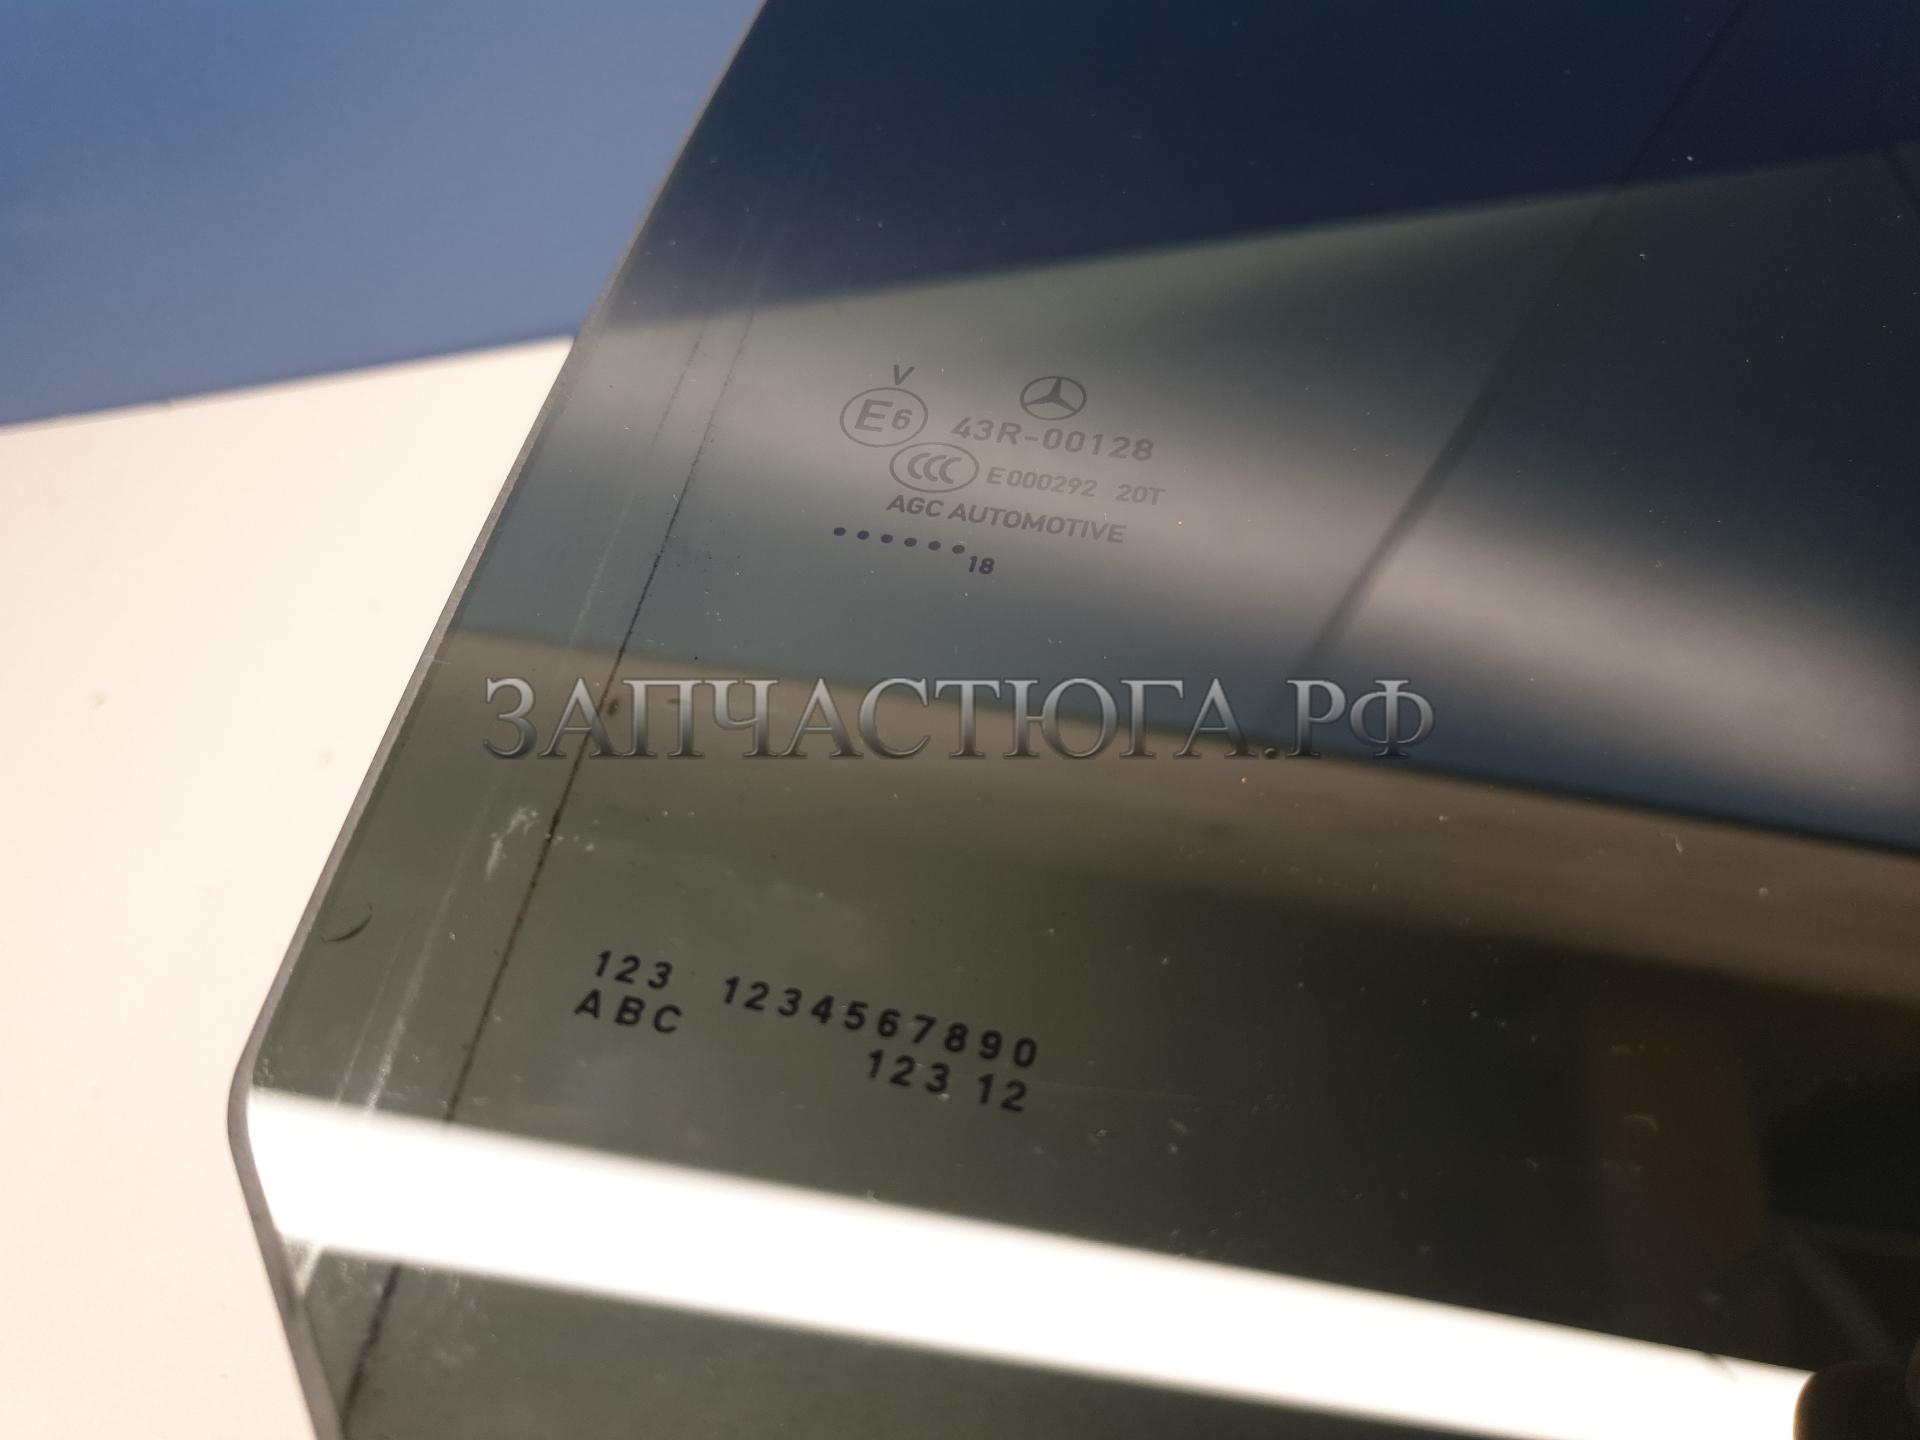 V
E6 43R-00128
CCC E000292 20T
AGC AUTOMOTIVE
......18
ЗАПЧАСТЮГА.РФ
123 1234567890
ABC 123 12